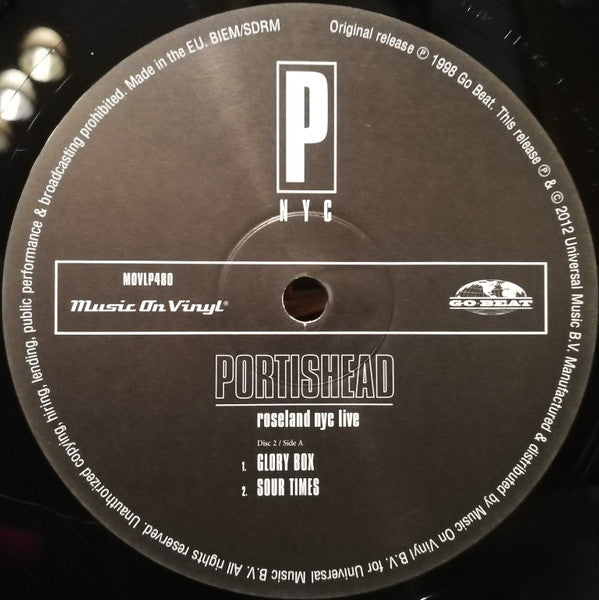 Original release ℗ 1998 Go Beat. This release ℗ & © 2012 Universal Music B.V. Manufactured & distributed by Music On Vinyl B.V. for Universal Music B.V. All rights reserved. Unauthorized copying, hiring, lending, public performance & broadcasting prohibited. Made in the EU. BIEM/SDRM
P
NYC
MOVLP480
Music On Vinyl®
GO BEAT
PORTISHEAD
roseland nyc live
Disc 2 / Side A
1. GLORY BOX
2. SOUR TIMES